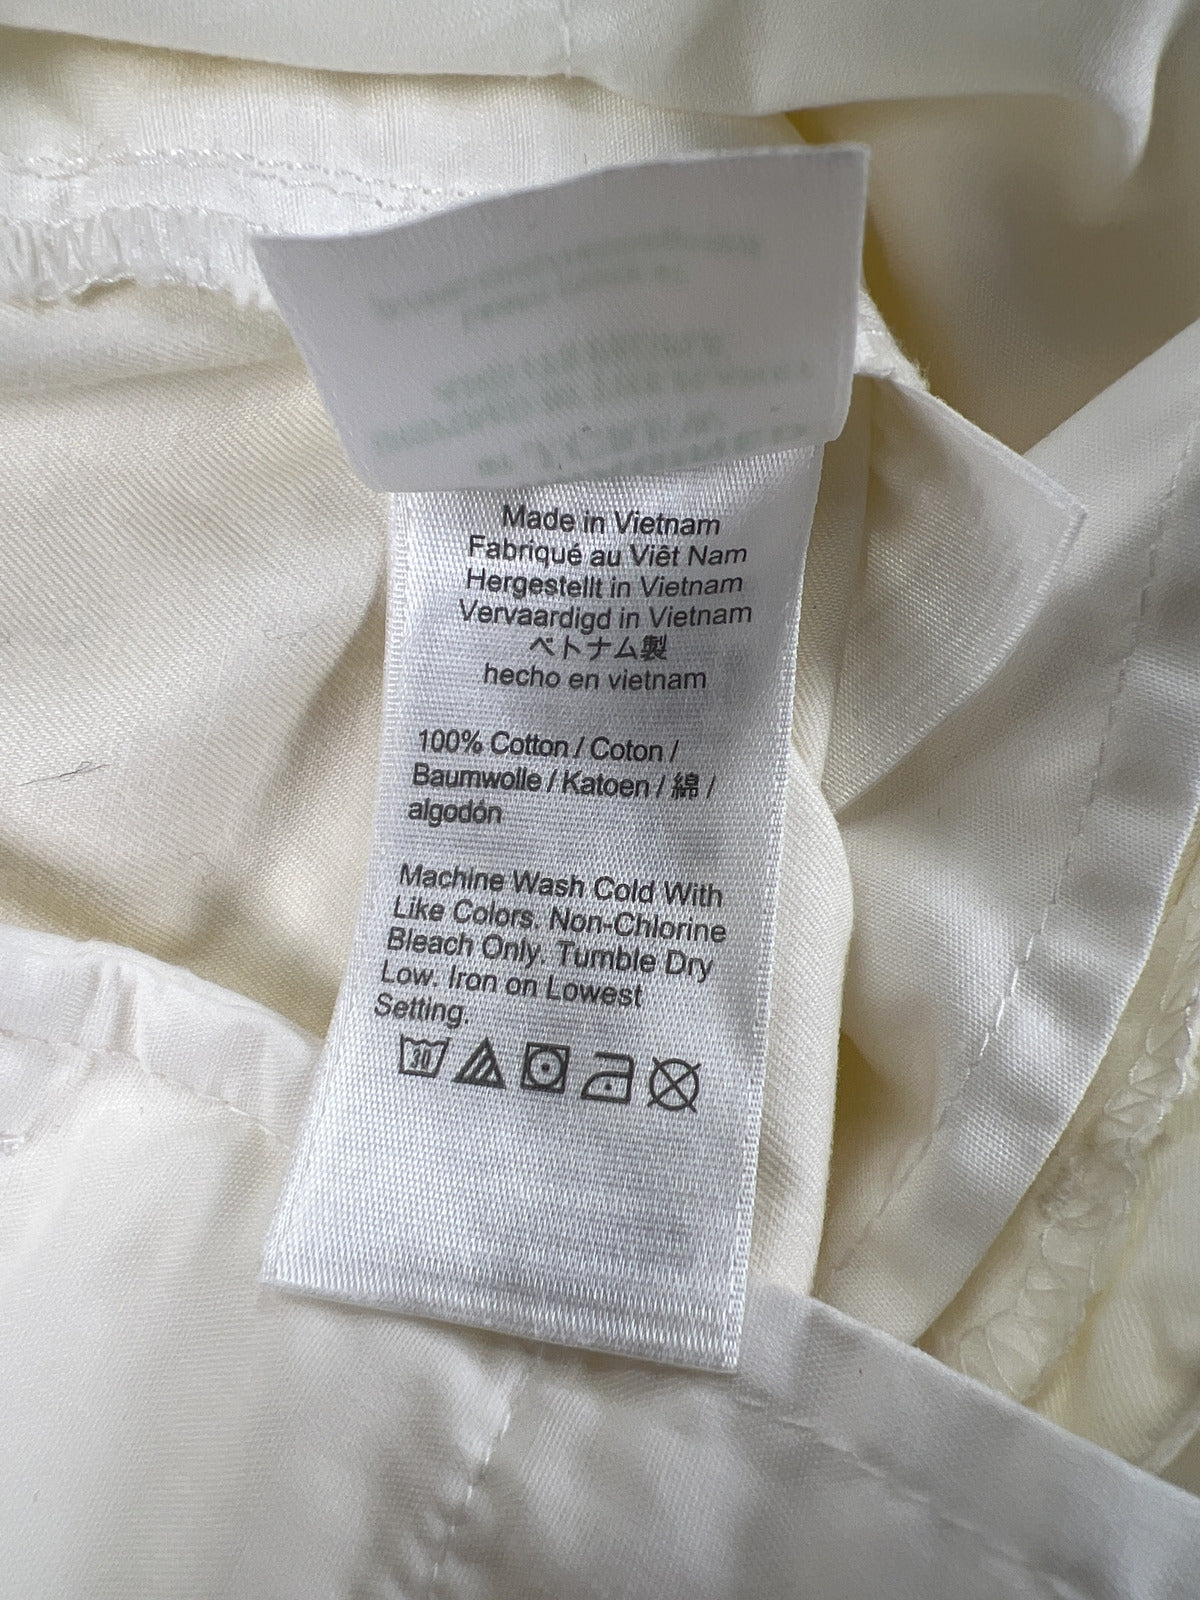 Made in Vietnam
Fabriqué au Viêt Nam
Hergestellt in Vietnam
Vervaardigd in Vietnam
ベトナム製
hecho en vietnam
100% Cotton / Coton /
Baumwolle / Katoen / 綿 /
algodón
Machine Wash Cold With
Like Colors. Non-Chlorine
Bleach Only. Tumble Dry
Low. Iron on Lowest
Setting.
30